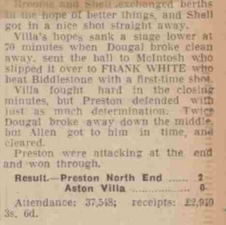 Broome and Shell exchanged berths
in the hope of better things, and Shell
got in a nice shot straight away.
Villa's hopes sank a stage lower at
70 minutes when Dougal broke clean
away, sent the ball to McIntosh who
slipped it over to FRANK WHITE who
beat Biddlestone with a first-time shot.
Villa fought hard in the closing
minutes, but Preston defended with
just as much determination. Twice
Dougal broke away down the middle,
but Allen got to him in time, and
cleared.
Preston were attacking at the end
and won through.
Result.—Preston North End ...... 2
Aston Villa .............. 0
Attendance: 37,548; receipts:
3s. 6d.